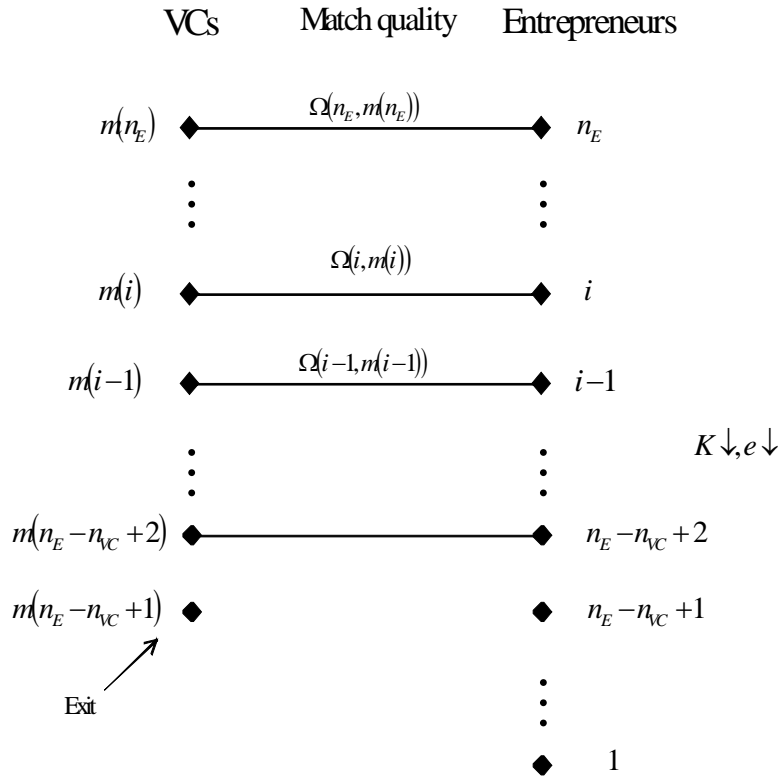 VCs Match quality Entrepreneurs
m(n_E) Ω(n_E, m(n_E)) n_E
m(i) Ω(i, m(i)) i
m(i−1) Ω(i−1, m(i−1)) i−1
K↓, e↓
m(n_E − n_VC + 2) n_E − n_VC + 2
m(n_E − n_VC + 1) n_E − n_VC + 1
Exit
1